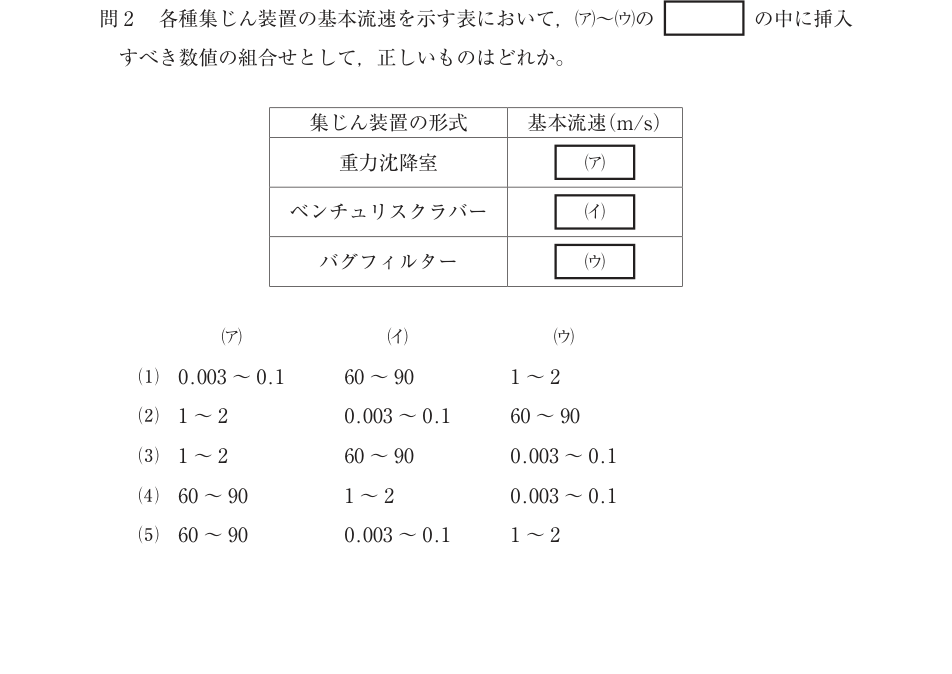 問2 各種集じん装置の基本流速を示す表において，㋐～㋒の の中に挿入
すべき数値の組合せとして，正しいものはどれか。
集じん装置の形式 基本流速(m/s)
重力沈降室 (ア)
ベンチュリスクラバー (イ)
バグフィルター (ウ)
(ア) (イ) (ウ)
(1) 0.003～0.1 60～90 1～2
(2) 1～2 0.003～0.1 60～90
(3) 1～2 60～90 0.003～0.1
(4) 60～90 1～2 0.003～0.1
(5) 60～90 0.003～0.1 1～2